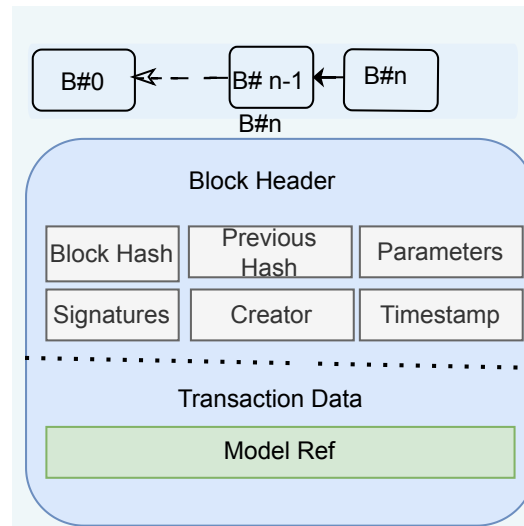 B#0
B# n-1
B#n
B#n
Block Header
Block Hash
Previous
Hash
Parameters
Signatures
Creator
Timestamp
Transaction Data
Model Ref